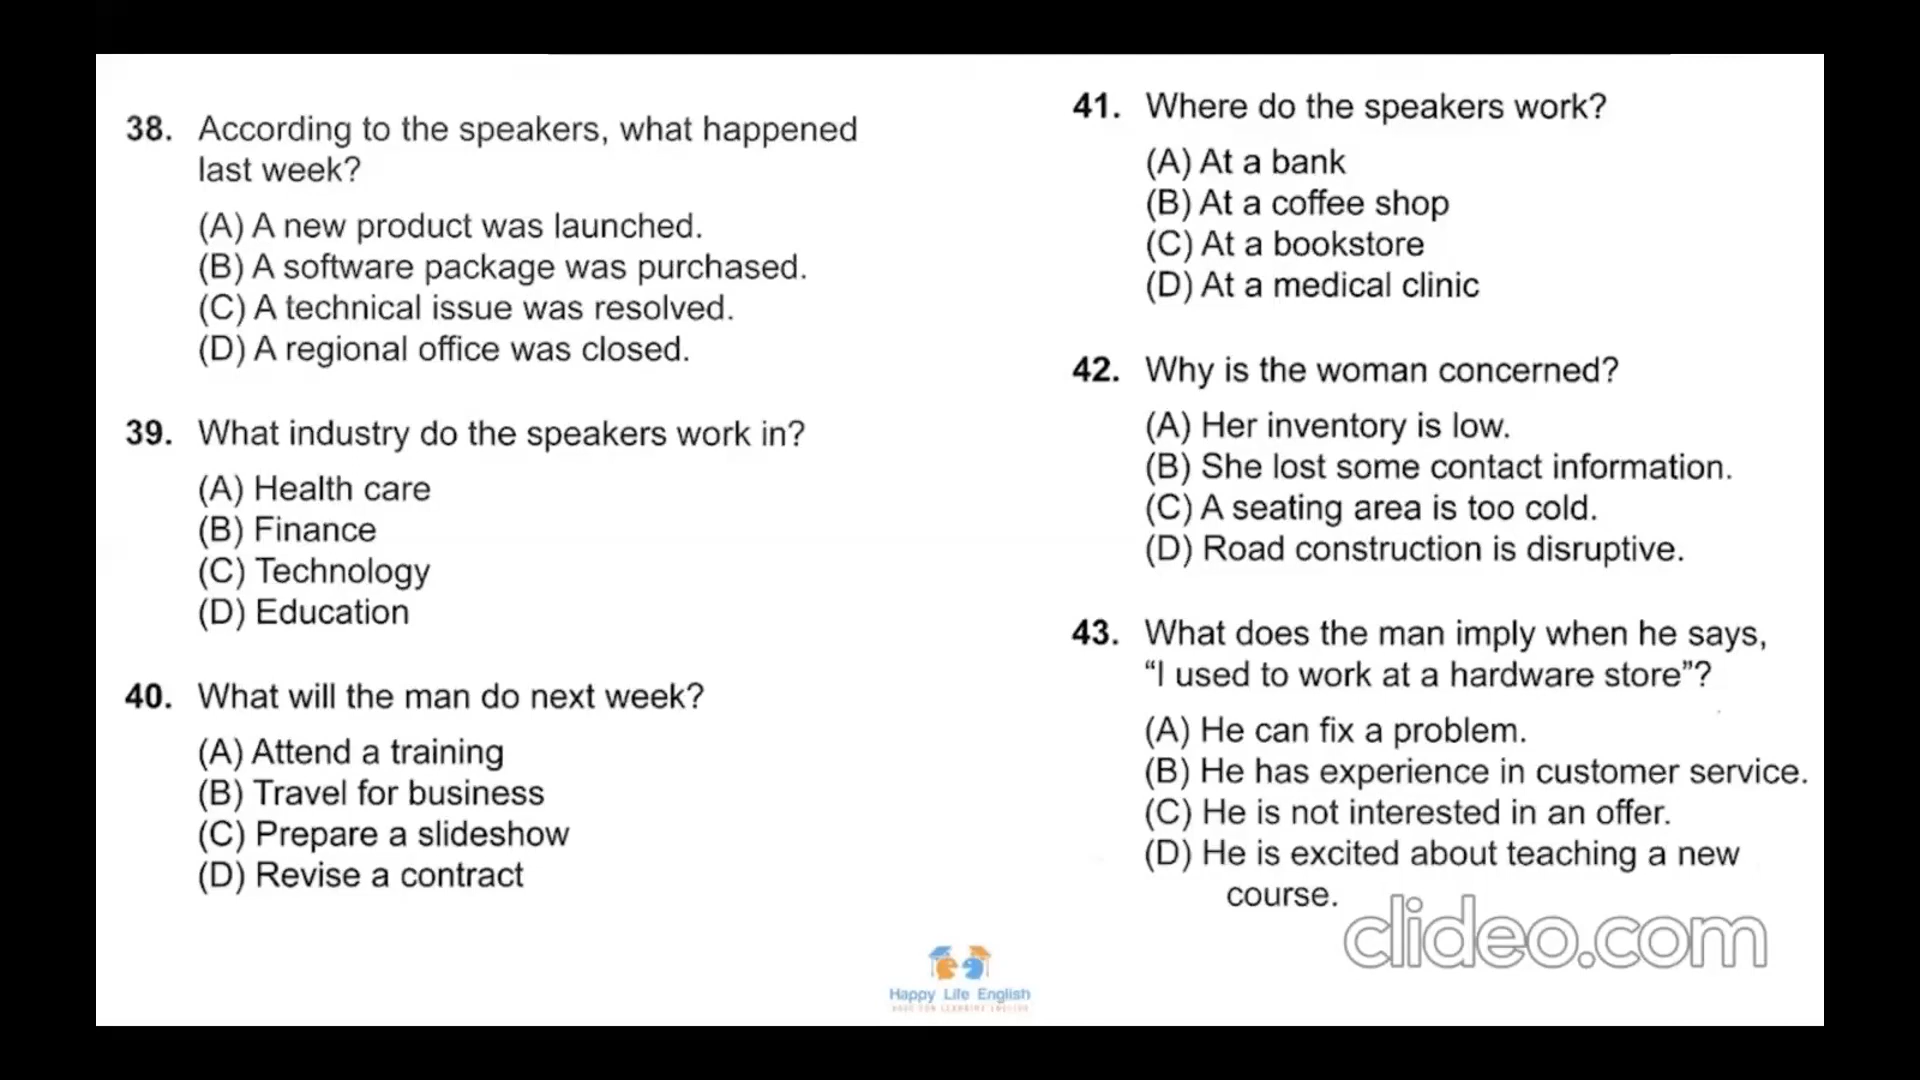 38. According to the speakers, what happened
last week?
(A) A new product was launched.
(B) A software package was purchased.
(C) A technical issue was resolved.
(D) A regional office was closed.
39. What industry do the speakers work in?
(A) Health care
(B) Finance
(C) Technology
(D) Education
40. What will the man do next week?
(A) Attend a training
(B) Travel for business
(C) Prepare a slideshow
(D) Revise a contract
41. Where do the speakers work?
(A) At a bank
(B) At a coffee shop
(C) At a bookstore
(D) At a medical clinic
42. Why is the woman concerned?
(A) Her inventory is low.
(B) She lost some contact information.
(C) A seating area is too cold.
(D) Road construction is disruptive.
43. What does the man imply when he says,
“I used to work at a hardware store”?
(A) He can fix a problem.
(B) He has experience in customer service.
(C) He is not interested in an offer.
(D) He is excited about teaching a new
course.
clideo.com
Happy Life English